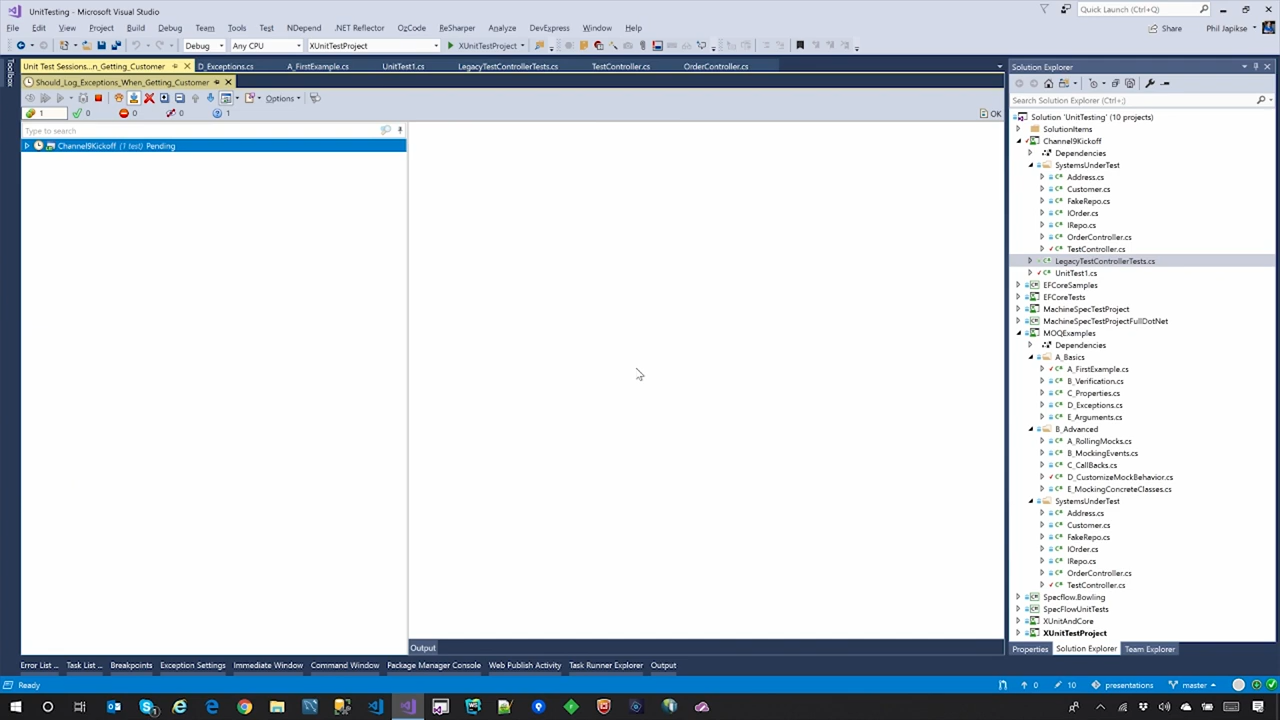 UnitTesting - Microsoft Visual Studio
Quick Launch (Ctrl+;)
File Edit View Project Build Debug Team Tools Test NDepend .NET Reflector OzCode ReSharper Analyze DevExpress Window Help
Share
Phil Japikse
Debug
Any CPU
XUnitTestProject
XUnitTestProject
Toolbox
Unit Test Sessions...n_Getting_Customer
D_Exceptions.cs
A_FirstExample.cs
UnitTest1.cs
LegacyTestControllerTests.cs
TestController.cs
OrderController.cs
Should_Log_Exceptions_When_Getting_Customer
Options
1 0 0 0 1
OK
Type to search
Channel9Kickoff (1 test) Pending
Output
Solution Explorer
Search Solution Explorer (Ctrl+;)
Solution 'UnitTesting' (10 projects)
SolutionItems
Channel9Kickoff
Dependencies
SystemsUnderTest
Address.cs
Customer.cs
FakeRepo.cs
IOrder.cs
IRepo.cs
OrderController.cs
TestController.cs
LegacyTestControllerTests.cs
UnitTest1.cs
EFCoreSamples
EFCoreTests
MachineSpecTestProject
MachineSpecTestProjectFullDotNet
MOQExamples
Dependencies
A_Basics
A_FirstExample.cs
B_Verification.cs
C_Properties.cs
D_Exceptions.cs
E_Arguments.cs
B_Advanced
A_RollingMocks.cs
B_MockingEvents.cs
C_CallBacks.cs
D_CustomizeMockBehavior.cs
E_MockingConcreteClasses.cs
SystemsUnderTest
Address.cs
Customer.cs
FakeRepo.cs
IOrder.cs
IRepo.cs
OrderController.cs
TestController.cs
Specflow.Bowling
SpecFlowUnitTests
XUnitAndCore
XUnitTestProject
Properties Solution Explorer Team Explorer
Error List ... Task List ... Breakpoints Exception Settings Immediate Window Command Window Package Manager Console Web Publish Activity Task Runner Explorer Output
Ready
0 10 presentations master